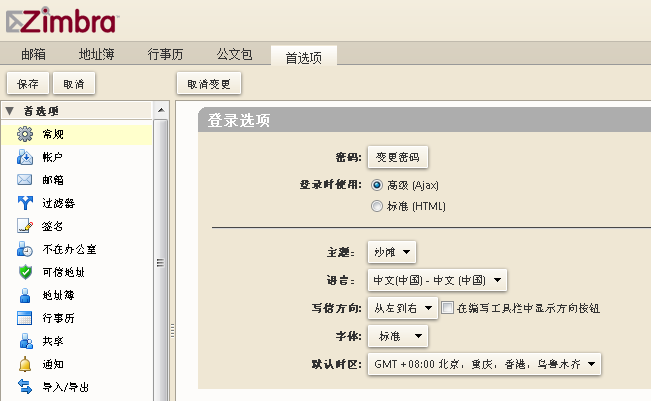 Zimbra
邮箱 地址簿 行事历 公文包 首选项
保存 取消 取消变更
首选项
常规
帐户
邮箱
过滤器
签名
不在办公室
可信地址
地址簿
行事历
共享
通知
导入/导出
登录选项
密码: 变更密码
登录时使用: 高级 (Ajax)
标准 (HTML)
主题: 沙滩
语言: 中文(中国) - 中文 (中国)
写信方向: 从左到右 在编写工具栏中显示方向按钮
字体: 标准
默认时区: GMT +08:00 北京，重庆，香港，乌鲁木齐